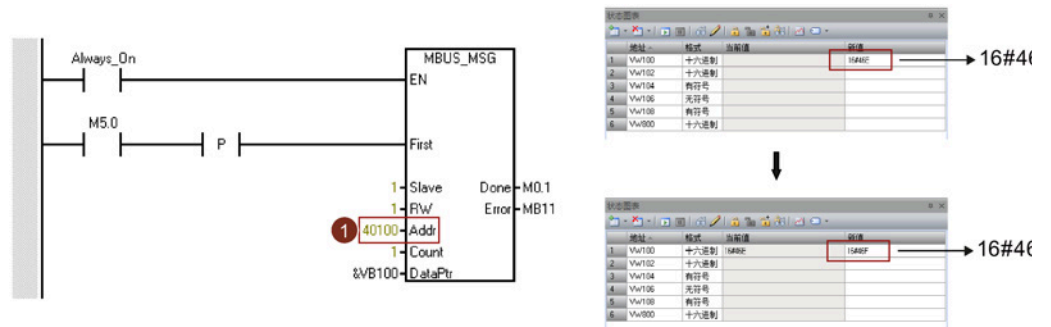 Always_On
MBUS_MSG
EN
M5.0
P
First
1 Slave Done M0.1
1 RW Error MB11
1 40100 Addr
1 Count
&VB100 DataPtr
状态图表
地址 格式 当前值 新值
1 VW100 十六进制 16#46E
2 VW102 十六进制
3 VW104 有符号
4 VW106 无符号
5 VW108 有符号
6 VW800 十六进制
16#46
状态图表
地址 格式 当前值 新值
1 VW100 十六进制 16#46E 16#46F
2 VW102 十六进制
3 VW104 有符号
4 VW106 无符号
5 VW108 有符号
6 VW800 十六进制
16#46